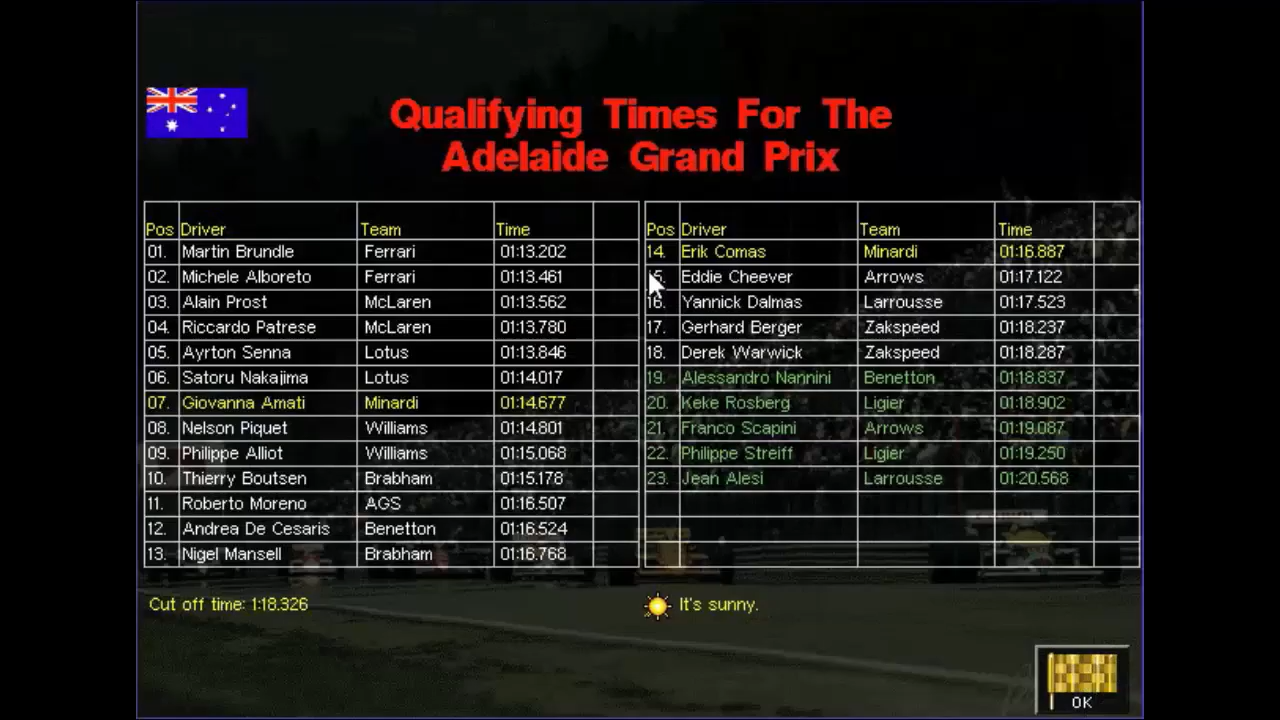 Qualifying Times For The
Adelaide Grand Prix
Pos Driver Team Time
01. Martin Brundle Ferrari 01:13.202
02. Michele Alboreto Ferrari 01:13.461
03. Alain Prost McLaren 01:13.562
04. Riccardo Patrese McLaren 01:13.780
05. Ayrton Senna Lotus 01:13.846
06. Satoru Nakajima Lotus 01:14.017
07. Giovanna Amati Minardi 01:14.677
08. Nelson Piquet Williams 01:14.801
09. Philippe Alliot Williams 01:15.068
10. Thierry Boutsen Brabham 01:15.178
11. Roberto Moreno AGS 01:16.507
12. Andrea De Cesaris Benetton 01:16.524
13. Nigel Mansell Brabham 01:16.768
Pos Driver Team Time
14. Erik Comas Minardi 01:16.887
15. Eddie Cheever Arrows 01:17.122
16. Yannick Dalmas Larrousse 01:17.523
17. Gerhard Berger Zakspeed 01:18.237
18. Derek Warwick Zakspeed 01:18.287
19. Alessandro Nannini Benetton 01:18.837
20. Keke Rosberg Ligier 01:18.902
21. Franco Scapini Arrows 01:19.087
22. Philippe Streiff Ligier 01:19.250
23. Jean Alesi Larrousse 01:20.568
Cut off time: 1:18.326
It's sunny.
OK